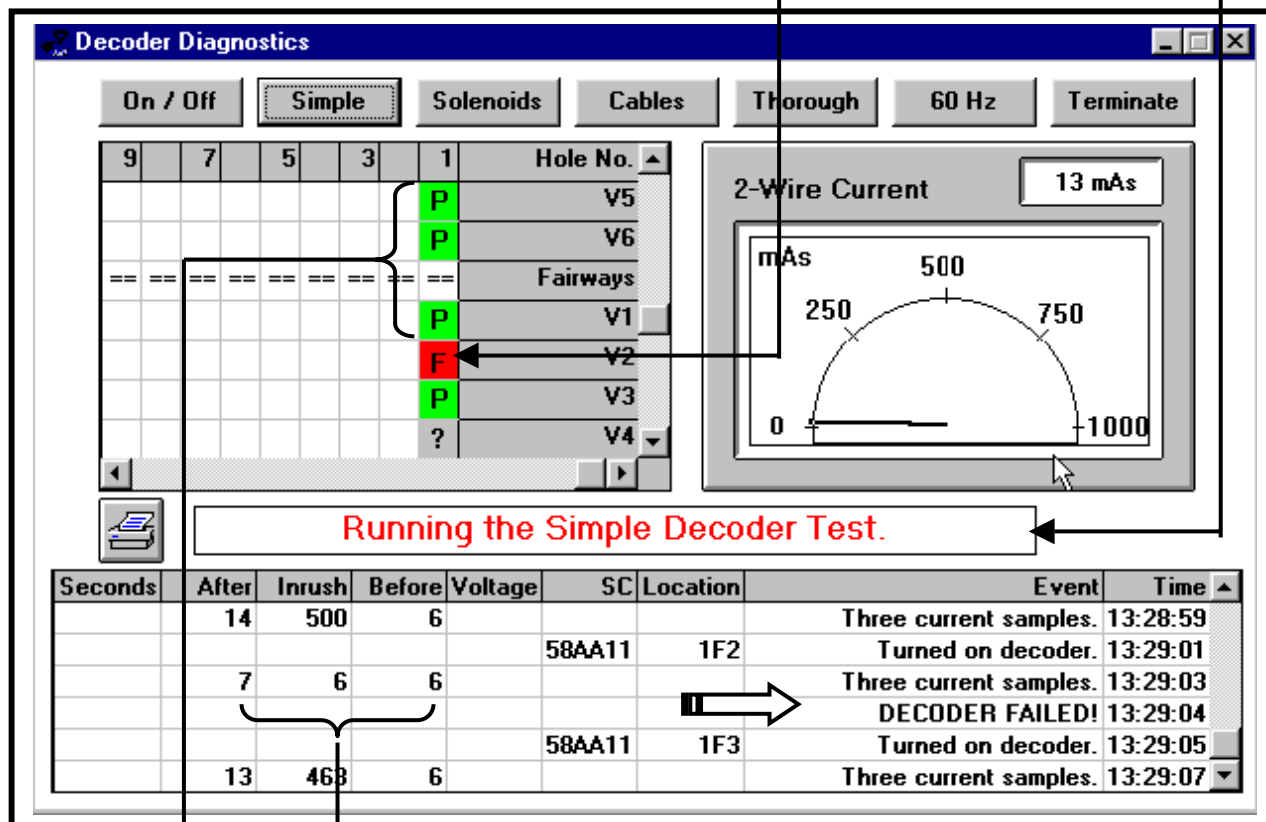 Decoder Diagnostics
On / Off Simple Solenoids Cables Thorough 60 Hz Terminate
9 7 5 3 1 Hole No.
P V5
P V6
== == == == == == == == == Fairways
P V1
F V2
P V3
? V4
2-Wire Current 13 mAs
mAs
500
250 750
0 1000
Running the Simple Decoder Test.
Seconds After Inrush Before Voltage SC Location Event Time
14 500 6 Three current samples. 13:28:59
58AA11 1F2 Turned on decoder. 13:29:01
7 6 6 Three current samples. 13:29:03
DECODER FAILED! 13:29:04
58AA11 1F3 Turned on decoder. 13:29:05
13 463 6 Three current samples. 13:29:07